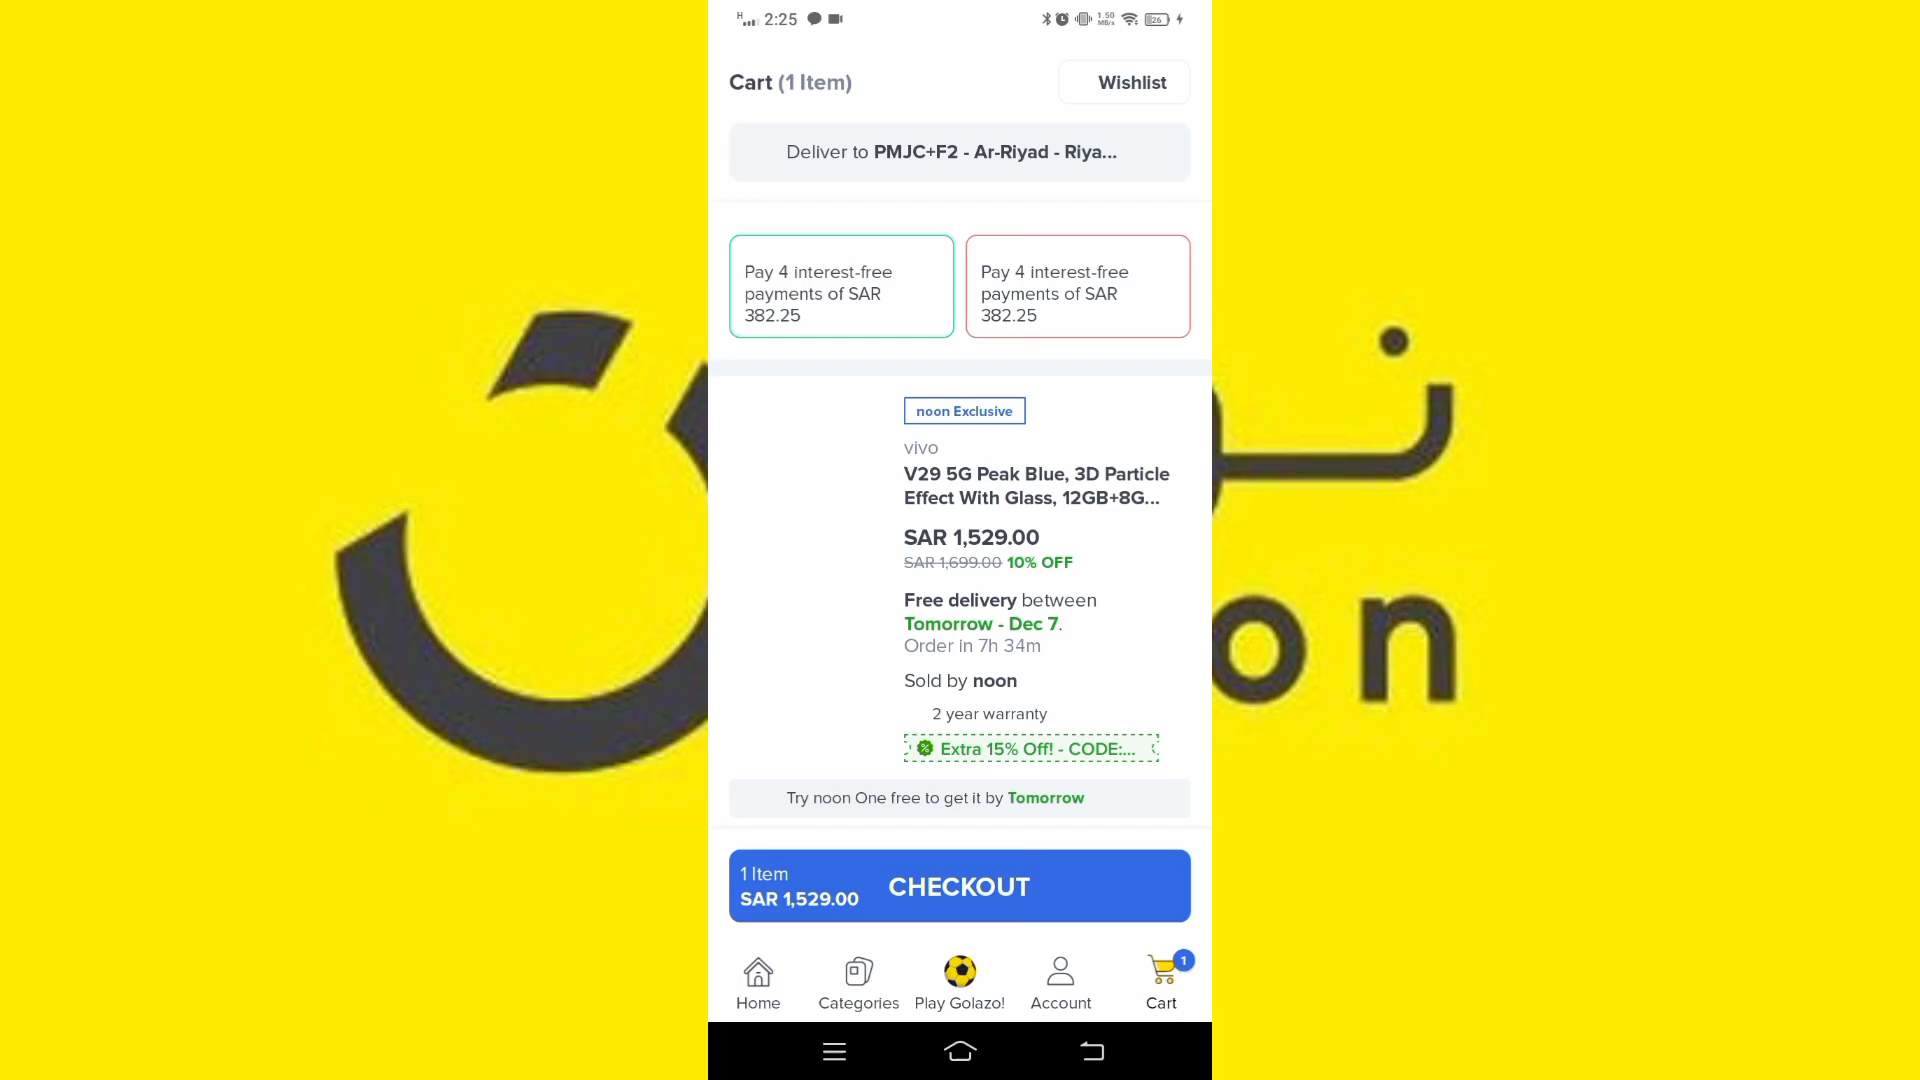 H 2:25 1.50 MB/s 26
Cart (1 Item) Wishlist
Deliver to PMJC+F2 - Ar-Riyad - Riya...
Pay 4 interest-free
payments of SAR
382.25
Pay 4 interest-free
payments of SAR
382.25
noon Exclusive
vivo
V29 5G Peak Blue, 3D Particle
Effect With Glass, 12GB+8G...
SAR 1,529.00
SAR 1,699.00 10% OFF
Free delivery between
Tomorrow - Dec 7.
Order in 7h 34m
Sold by noon
2 year warranty
Extra 15% Off! - CODE:...
Try noon One free to get it by Tomorrow
1 Item
SAR 1,529.00
CHECKOUT
1
Home Categories Play Golazo! Account Cart
on